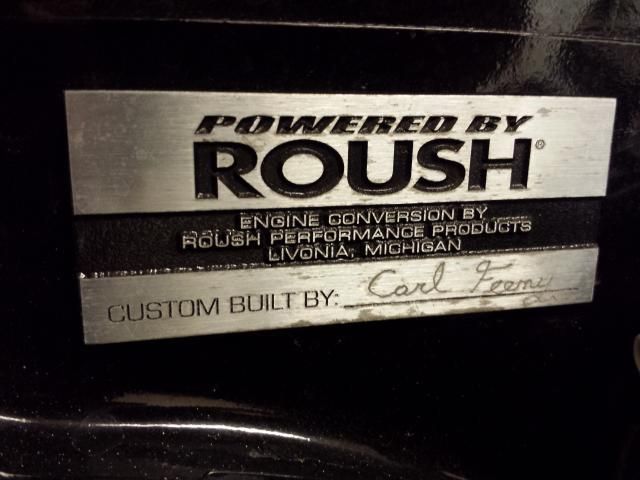 POWERED BY
ROUSH®
ENGINE CONVERSION BY
ROUSH PERFORMANCE PRODUCTS
LIVONIA, MICHIGAN
CUSTOM BUILT BY: Carl